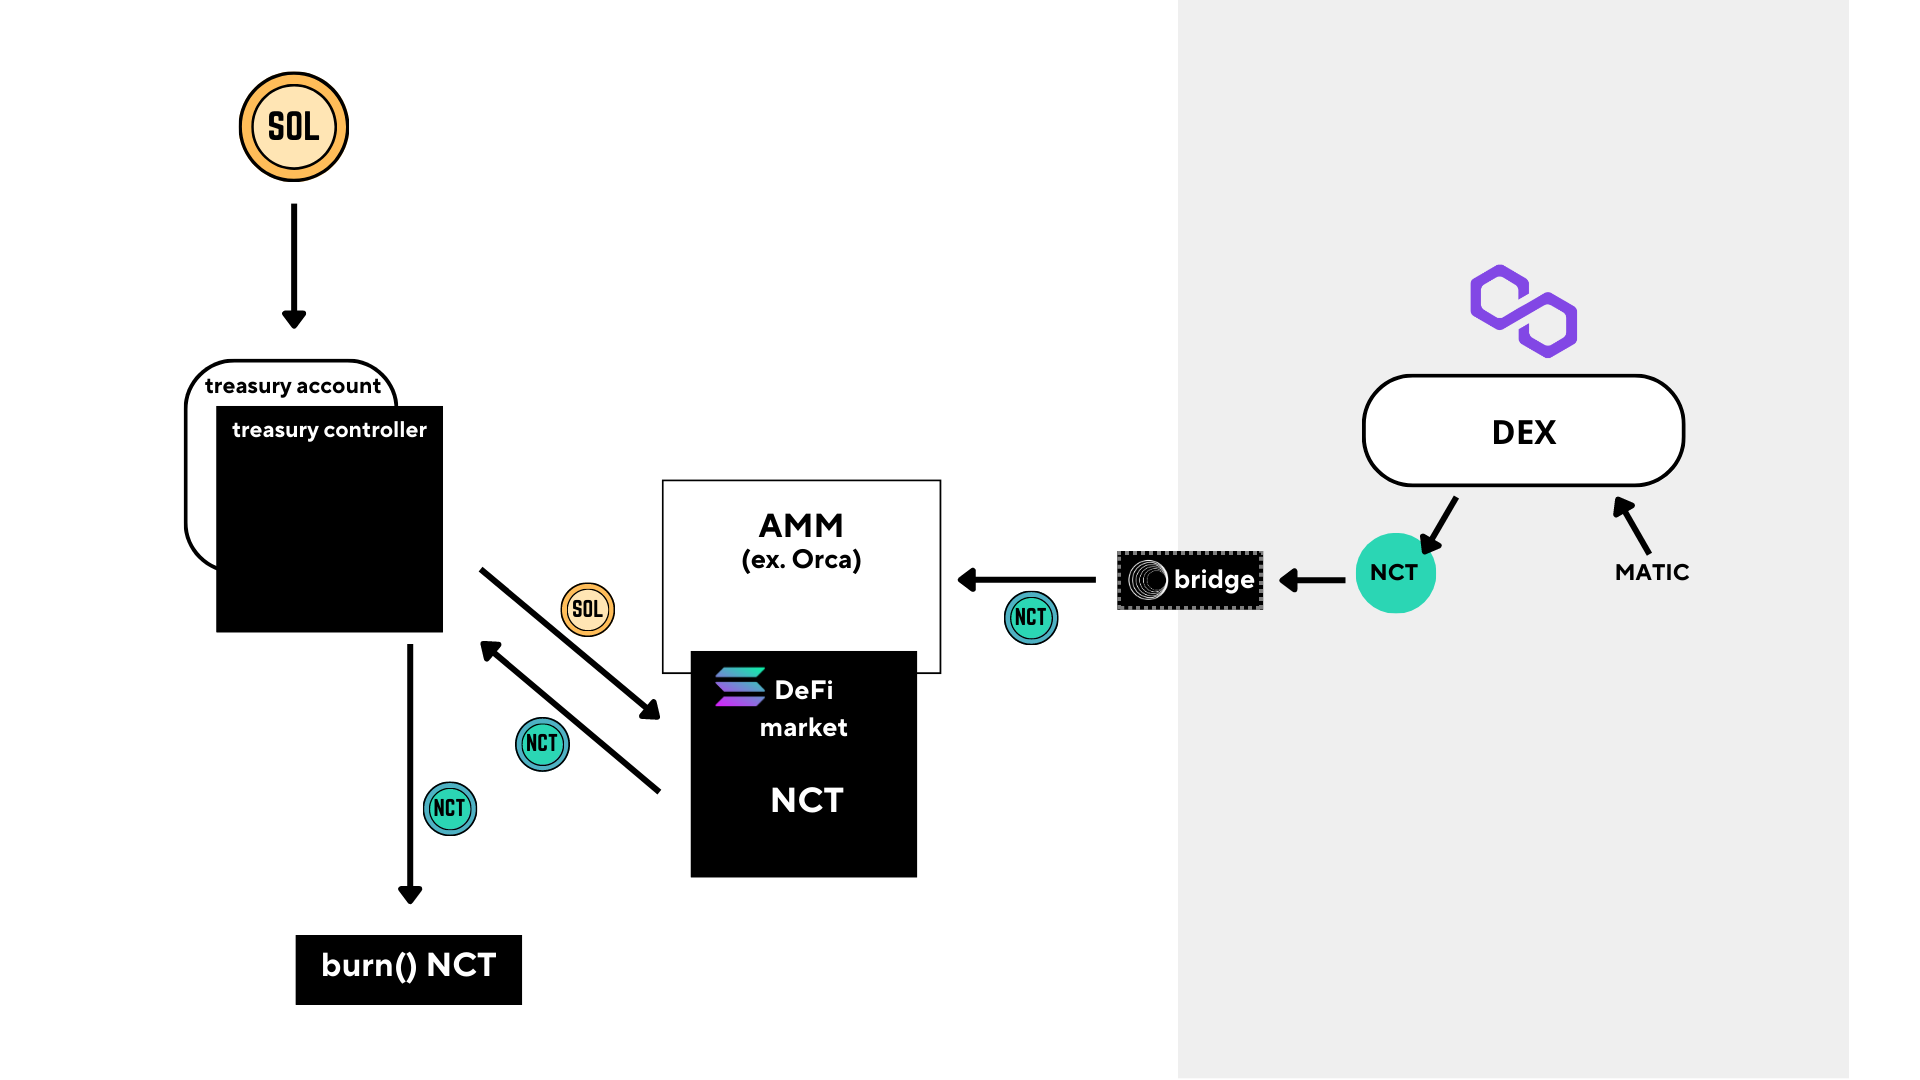 SOL
treasury account
treasury controller
AMM
(ex. Orca)
SOL
NCT
DeFi
market
NCT
NCT
burn() NCT
NCT
bridge
NCT
DEX
MATIC